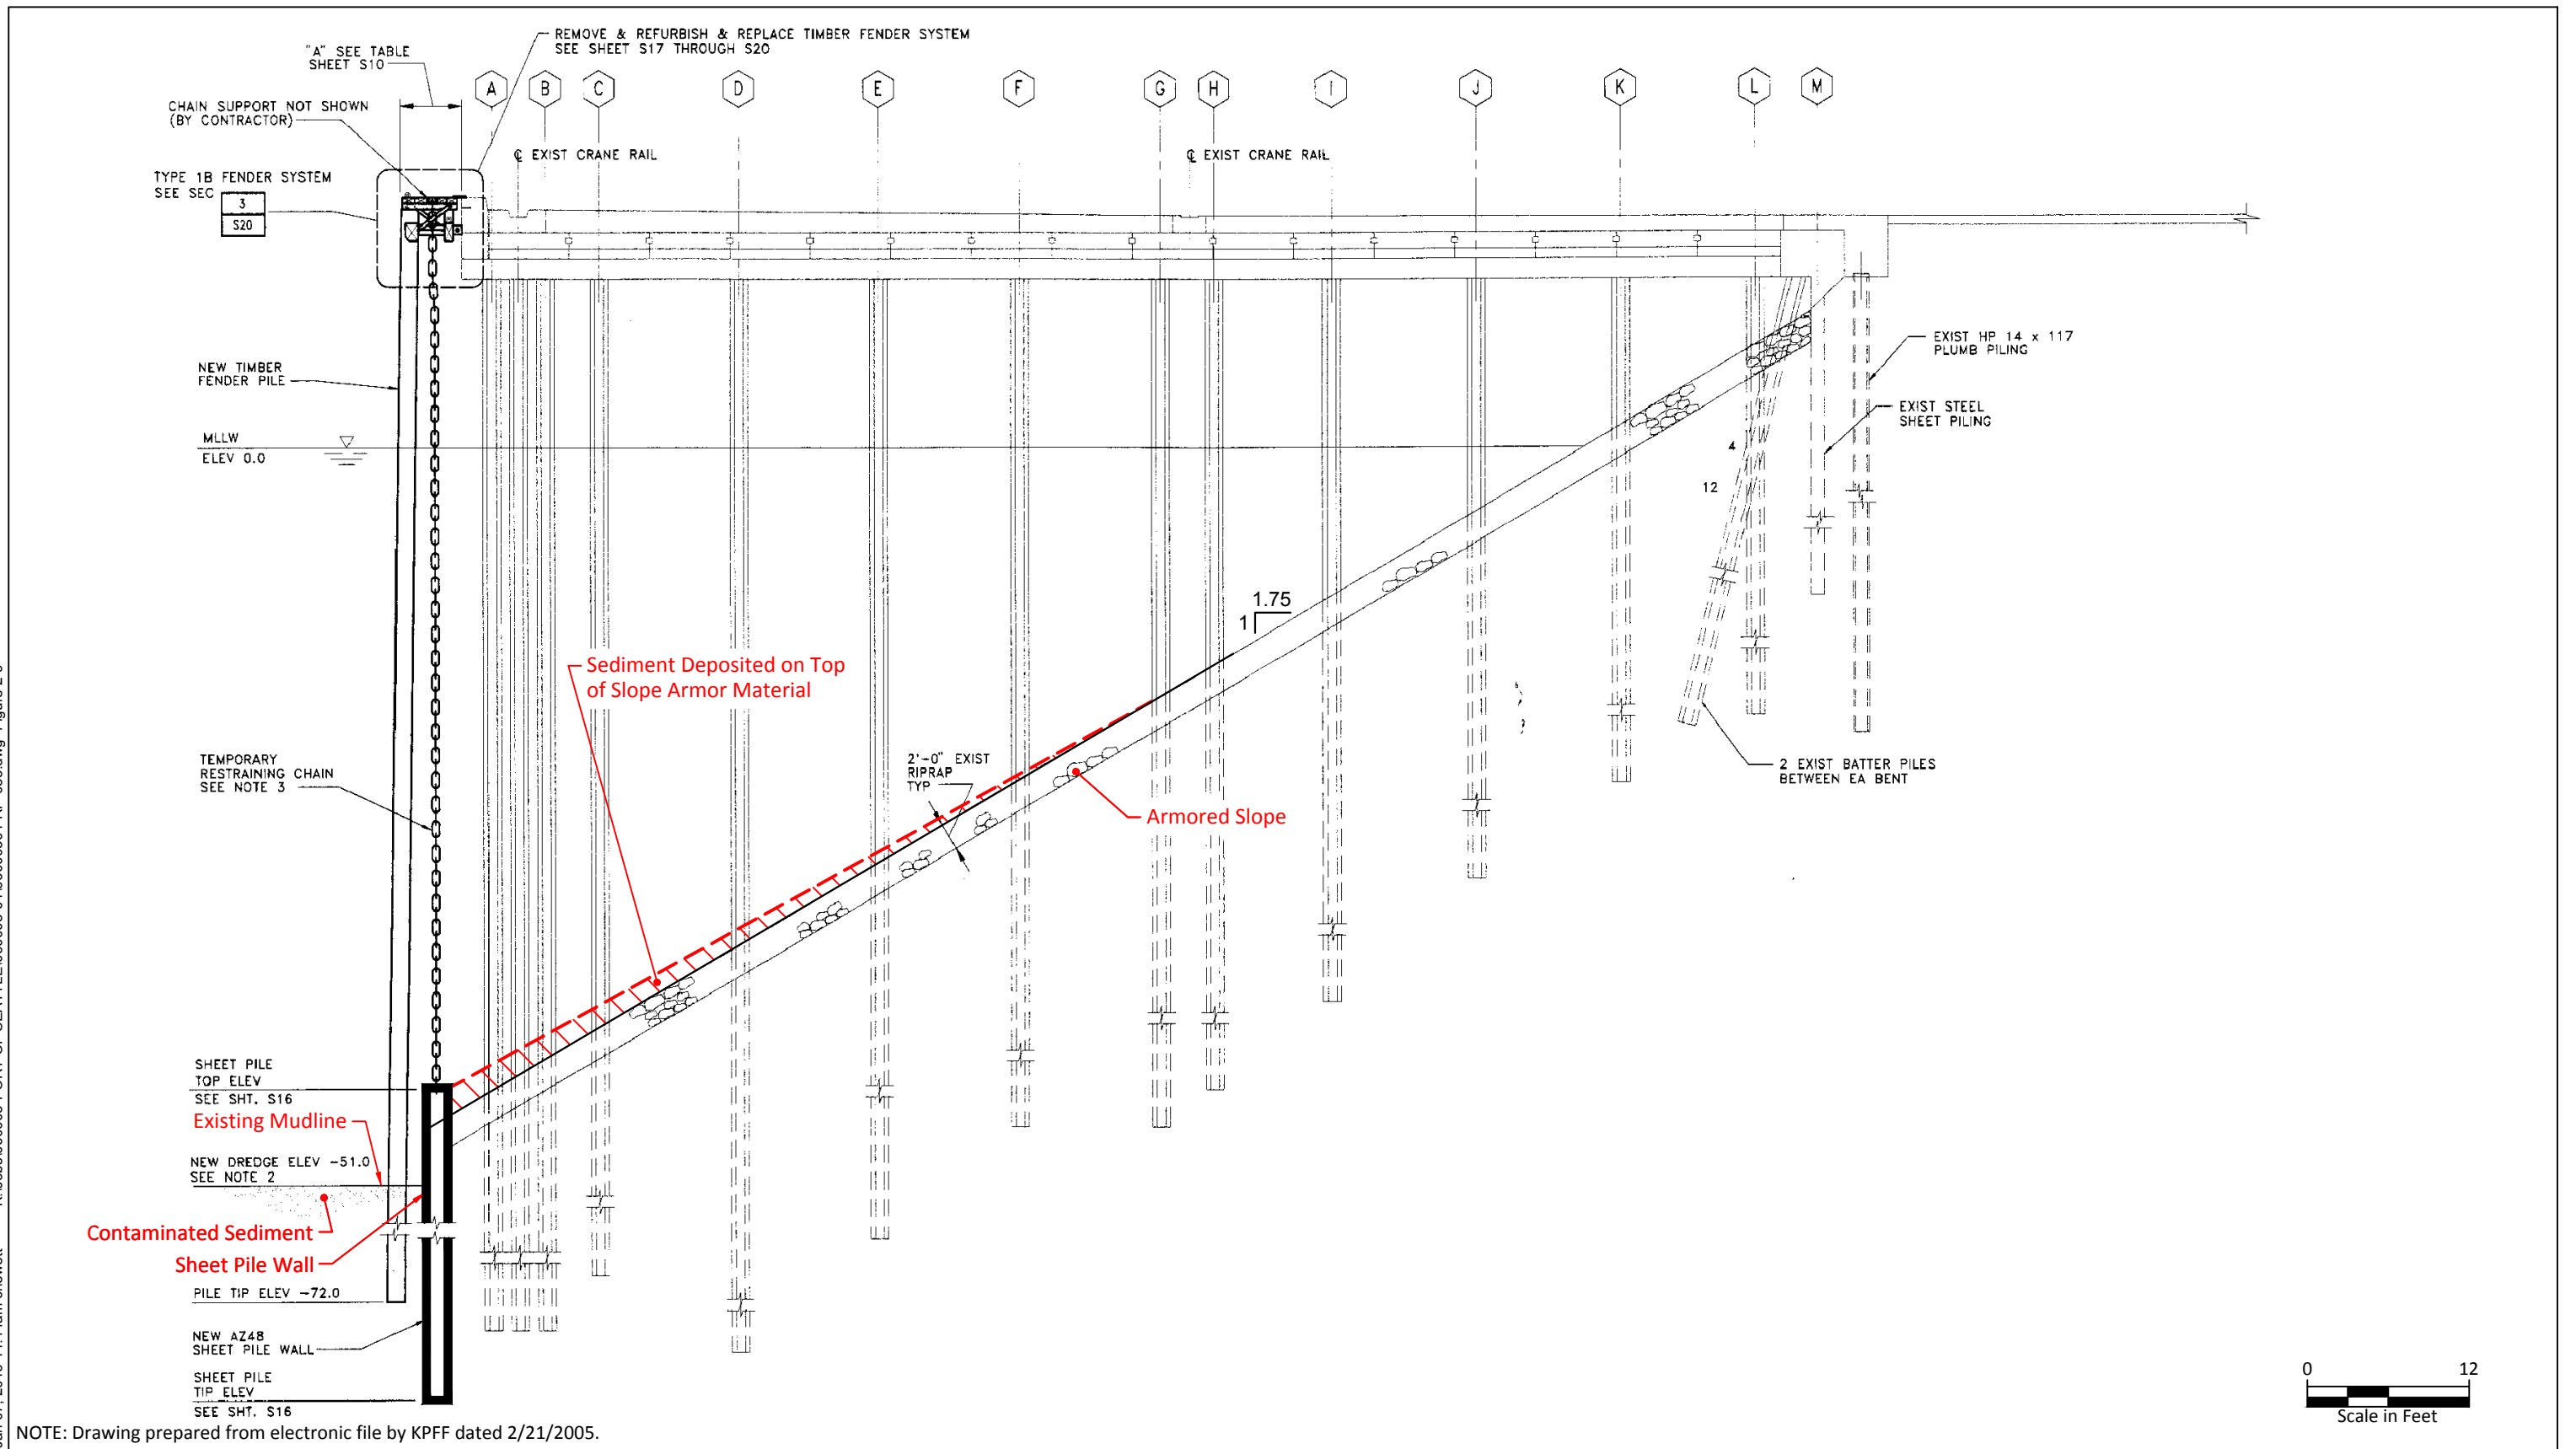 REMOVE & REFURBISH & REPLACE TIMBER FENDER SYSTEM
SEE SHEET S17 THROUGH S20
"A" SEE TABLE
SHEET S10
A
B
C
D
E
F
G
H
I
J
K
L
M
CHAIN SUPPORT NOT SHOWN
(BY CONTRACTOR)
℄ EXIST CRANE RAIL
℄ EXIST CRANE RAIL
TYPE 1B FENDER SYSTEM
SEE SEC
3
S20
EXIST HP 14 x 117
PLUMB PILING
NEW TIMBER
FENDER PILE
EXIST STEEL
SHEET PILING
MLLW
ELEV 0.0
4
12
1.75
1
Sediment Deposited on Top
of Slope Armor Material
TEMPORARY
RESTRAINING CHAIN
SEE NOTE 3
2'-0" EXIST
RIPRAP
TYP
2 EXIST BATTER PILES
BETWEEN EA BENT
Armored Slope
SHEET PILE
TOP ELEV
SEE SHT. S16
Existing Mudline
NEW DREDGE ELEV -51.0
SEE NOTE 2
Contaminated Sediment
Sheet Pile Wall
PILE TIP ELEV -72.0
NEW AZ48
SHEET PILE WALL
SHEET PILE
TIP ELEV
SEE SHT. S16
0
12
Scale in Feet
NOTE: Drawing prepared from electronic file by KPFF dated 2/21/2005.